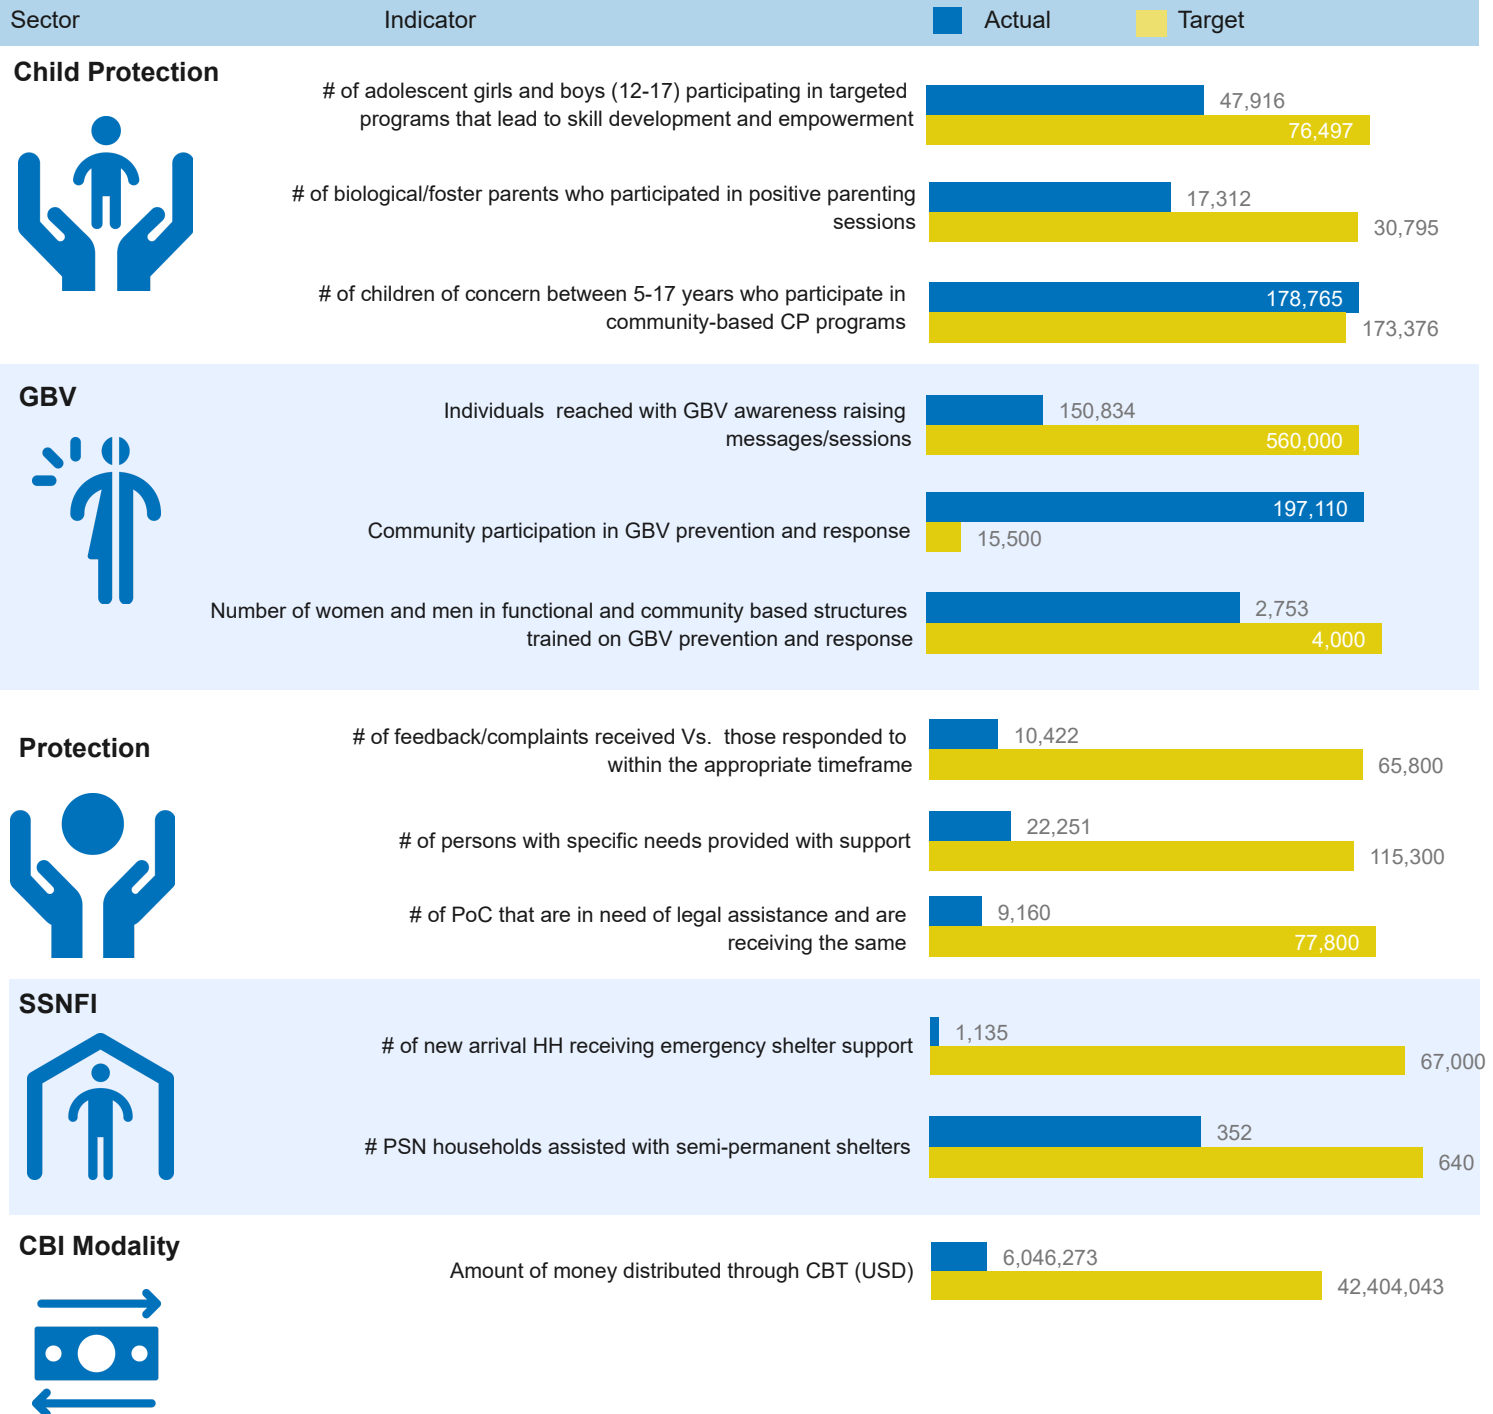 Sector Indicator Actual Target
Child Protection
# of adolescent girls and boys (12-17) participating in targeted
programs that lead to skill development and empowerment
47,916
76,497
# of biological/foster parents who participated in positive parenting
sessions
17,312
30,795
# of children of concern between 5-17 years who participate in
community-based CP programs
178,765
173,376
GBV
Individuals reached with GBV awareness raising
messages/sessions
150,834
560,000
Community participation in GBV prevention and response
197,110
15,500
Number of women and men in functional and community based structures
trained on GBV prevention and response
2,753
4,000
Protection
# of feedback/complaints received Vs. those responded to
within the appropriate timeframe
10,422
65,800
# of persons with specific needs provided with support
22,251
115,300
# of PoC that are in need of legal assistance and are
receiving the same
9,160
77,800
SSNFI
# of new arrival HH receiving emergency shelter support
1,135
67,000
# PSN households assisted with semi-permanent shelters
352
640
CBI Modality
Amount of money distributed through CBT (USD)
6,046,273
42,404,043